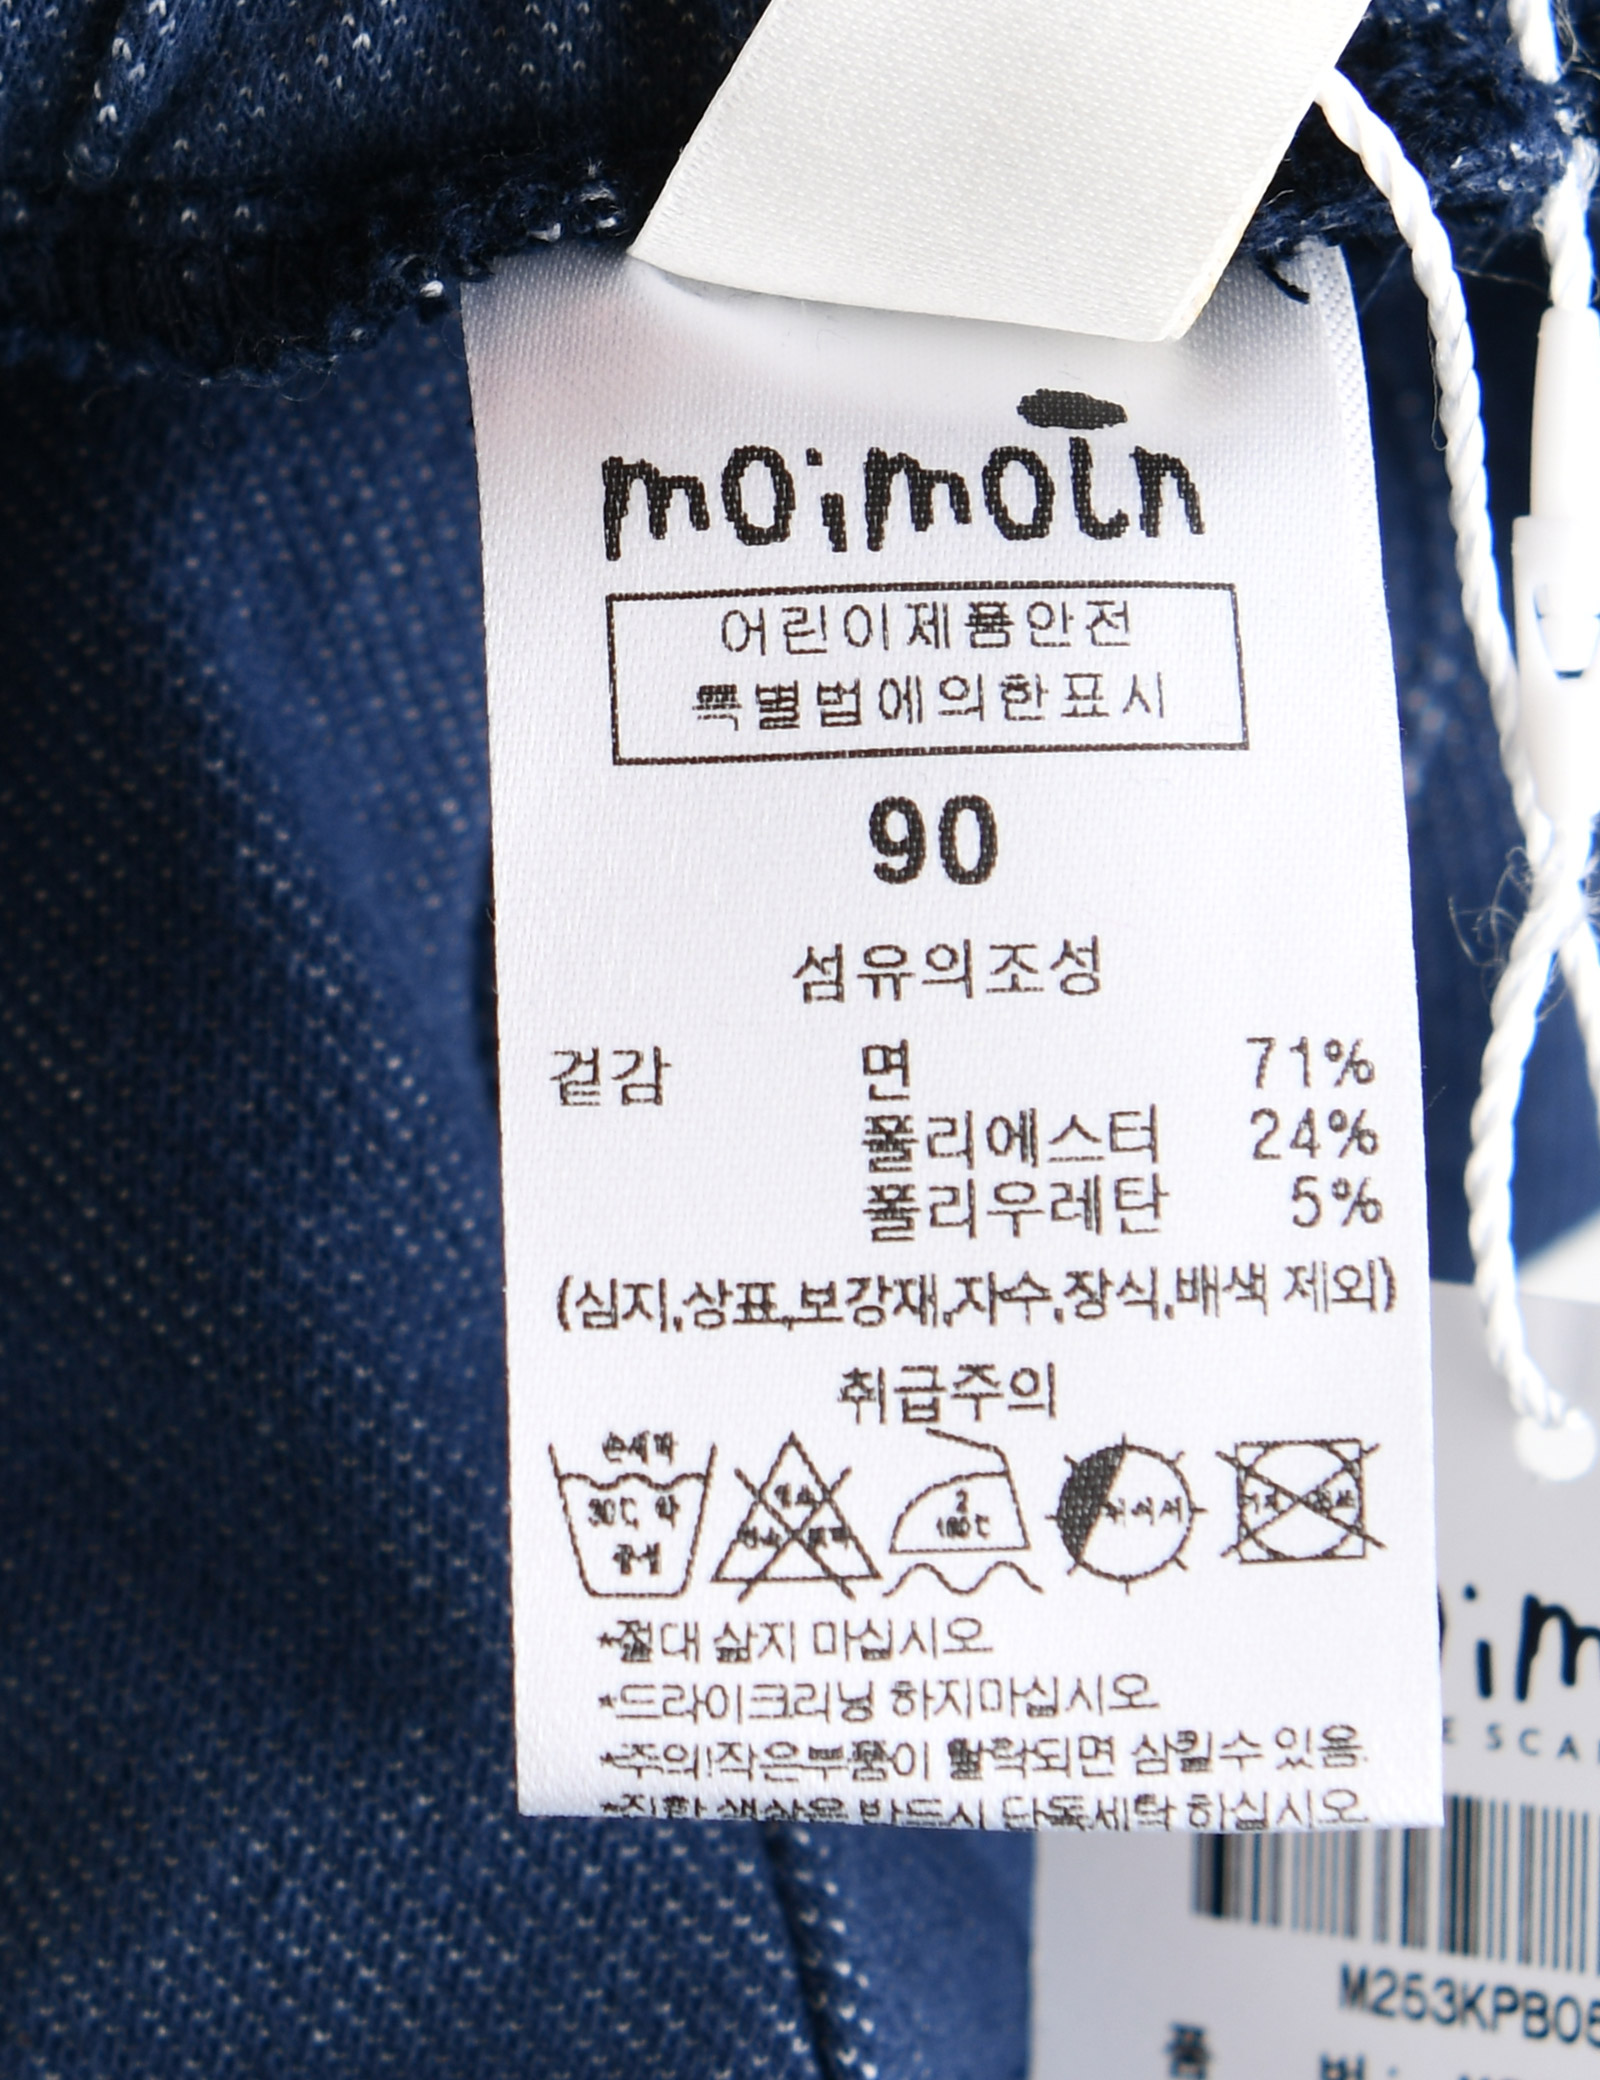 moimoln
어린이제품안전
특별법에의한표시
90
섬유의조성
겉감 면 71%
폴리에스터 24%
폴리우레탄 5%
(심지,상표,보강재,자수,장식,배색 제외)
취급주의
손세탁
30℃ 약
중성
2
180℃
*절대 삶지 마십시오
*드라이크리닝 하지마십시오
*주의!작은부품이 탈락되면 삼킬수 있음.
*진한 색상은 반드시 단독세탁 하십시오
im
E SCA
M253KPB05
품 번 :